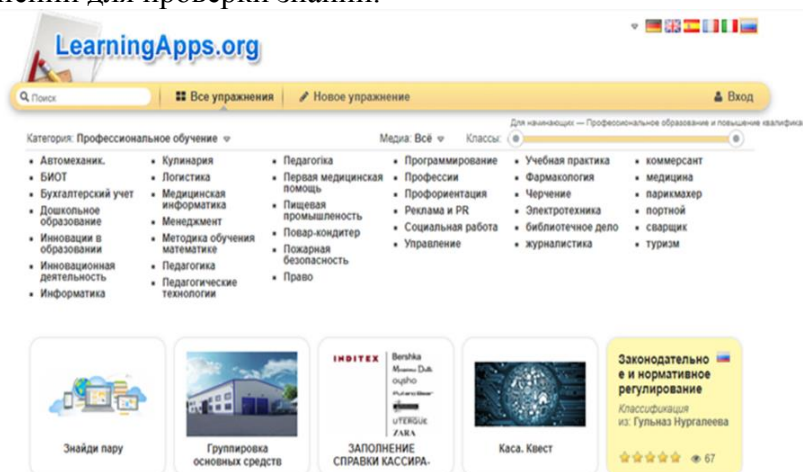 нений для проверки знаний.
LearningApps.org
Поиск
Все упражнения
Новое упражнение
Вход
Для начинающих — Профессиональное образование и повышение квалифика
Категория: Профессиональное обучение
Медиа: Всё
Классы:
Автомеханик.
БИОТ
Бухгалтерский учет
Дошкольное
образование
Инновации в
образовании
Инновационная
деятельность
Информатика
Кулинария
Логистика
Медицинская
информатика
Менеджмент
Методика обучения
математике
Педагогика
Педагогические
технологии
Педагогіка
Первая медицинская
помощь
Пищевая
промышленость
Повар-кондитер
Пожарная
безопасность
Право
Программирование
Профессии
Профориентация
Реклама и PR
Социальная работа
Управление
Учебная практика
Фармакология
Черчение
Электротехника
библиотечное дело
журналистика
коммерсант
медицина
парикмахер
портной
сварщик
туризм
Знайди пару
Группировка
основных средств
INDITEX
Bershka
oysho
UTERQÜE
ZARA
ЗАПОЛНЕНИЕ
СПРАВКИ КАССИРА-
Каса. Квест
Законодательно
е и нормативное
регулирование
Классификация
из: Гульназ Нургалеева
67